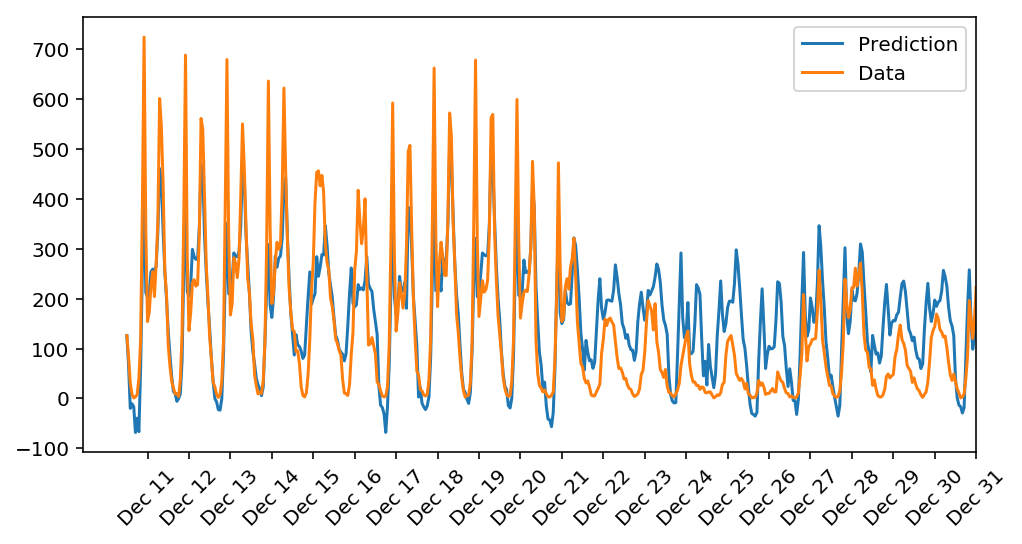 Prediction
Data
700
600
500
400
300
200
100
0
−100
Dec 11
Dec 12
Dec 13
Dec 14
Dec 15
Dec 16
Dec 17
Dec 18
Dec 19
Dec 20
Dec 21
Dec 22
Dec 23
Dec 24
Dec 25
Dec 26
Dec 27
Dec 28
Dec 29
Dec 30
Dec 31